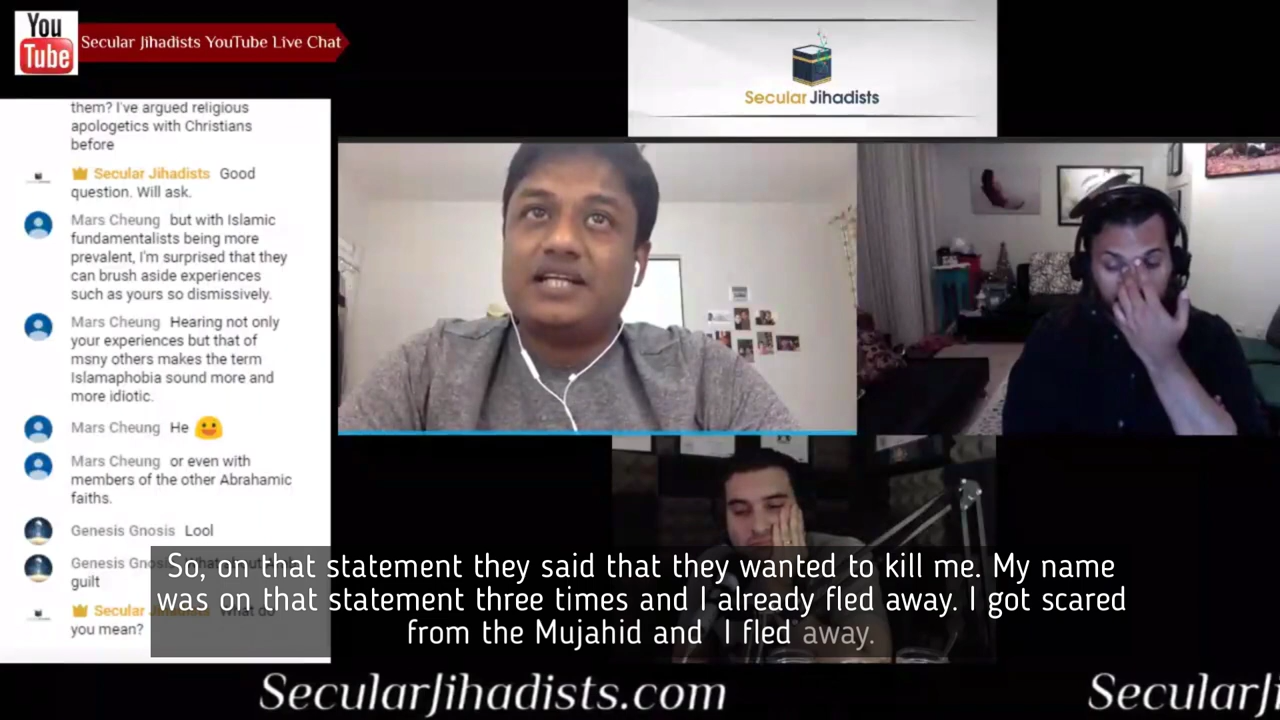 You
Tube
Secular Jihadists YouTube Live Chat
Secular Jihadists
them? I've argued religious
apologetics with Christians
before
Secular Jihadists Good
question. Will ask.
Mars Cheung but with Islamic
fundamentalists being more
prevalent, I'm surprised that they
can brush aside experiences
such as yours so dismissively.
Mars Cheung Hearing not only
your experiences but that of
msny others makes the term
Islamaphobia sound more and
more idiotic.
Mars Cheung He 😛
Mars Cheung or even with
members of the other Abrahamic
faiths.
Genesis Gnosis Lool
Genesis Gnosis
guilt
Secular
you mean?
So, on that statement they said that they wanted to kill me. My name
was on that statement three times and I already fled away. I got scared
from the Mujahid and I fled away.
SecularJihadists.com
SecularJi